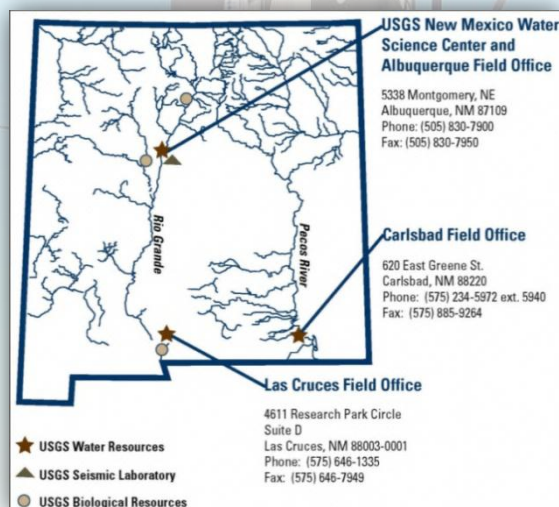 USGS New Mexico Water
Science Center and
Albuquerque Field Office
5338 Montgomery, NE
Albuquerque, NM 87109
Phone: (505) 830-7900
Fax: (505) 830-7950
Rio Grande
Pecos River
Carlsbad Field Office
620 East Greene St.
Carlsbad, NM 88220
Phone: (575) 234-5972 ext. 5940
Fax: (575) 885-9264
Las Cruces Field Office
4611 Research Park Circle
Suite D
Las Cruces, NM 88003-0001
Phone: (575) 646-1335
Fax: (575) 646-7949
USGS Water Resources
USGS Seismic Laboratory
USGS Biological Resources